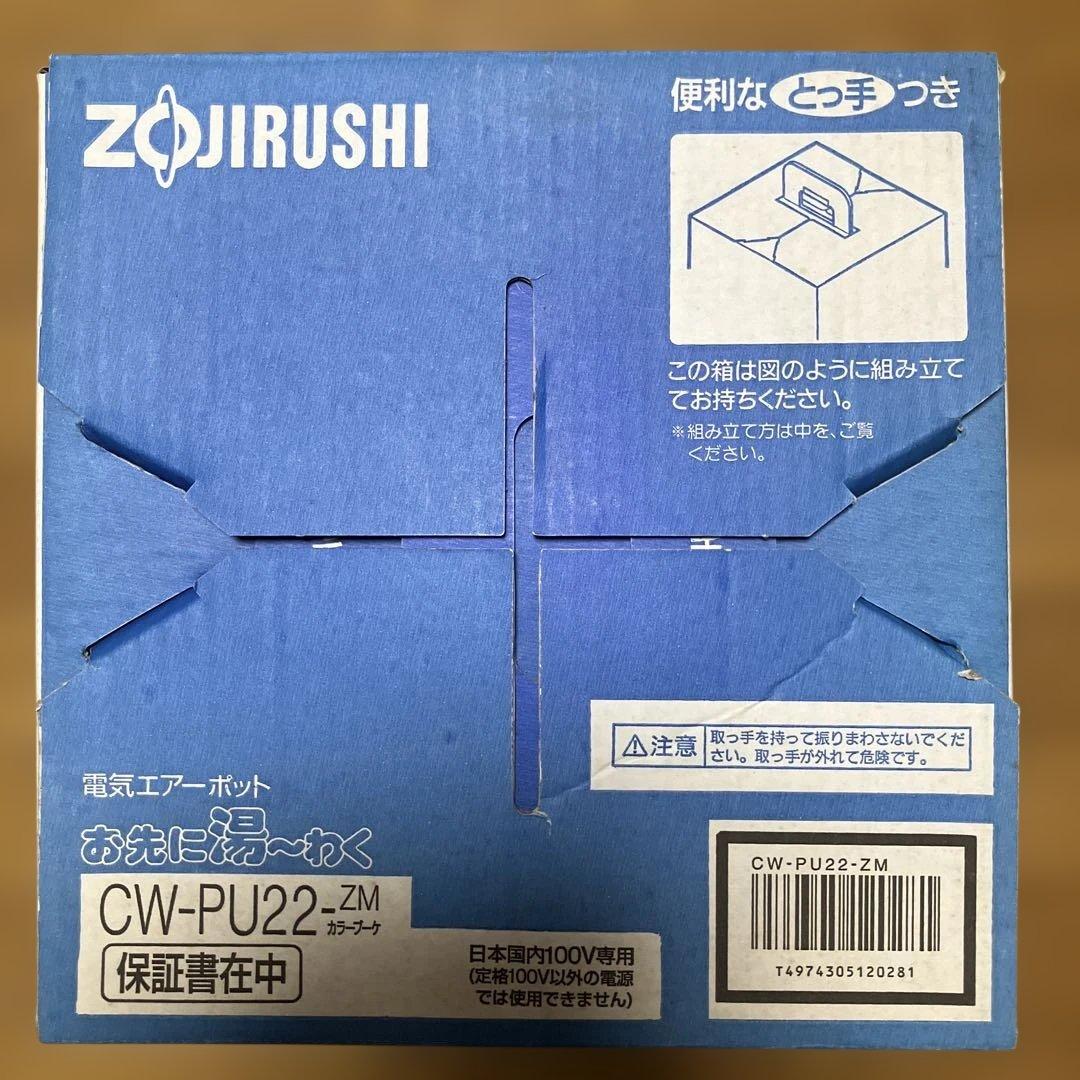 ZOJIRUSHI
便利な とっ手 つき
この箱は図のように組み立て
てお持ちください。
※組み立て方は中を、ご覧
ください。
⚠注意
取っ手を持って振りまわさないでくだ
さい。取っ手が外れて危険です。
電気エアーポット
お先に湯〜わく
CW-PU22-ZM
カラーブーケ
保証書在中
日本国内100V専用
(定格100V以外の電源
では使用できません)
CW-PU22-ZM
T4974305120281